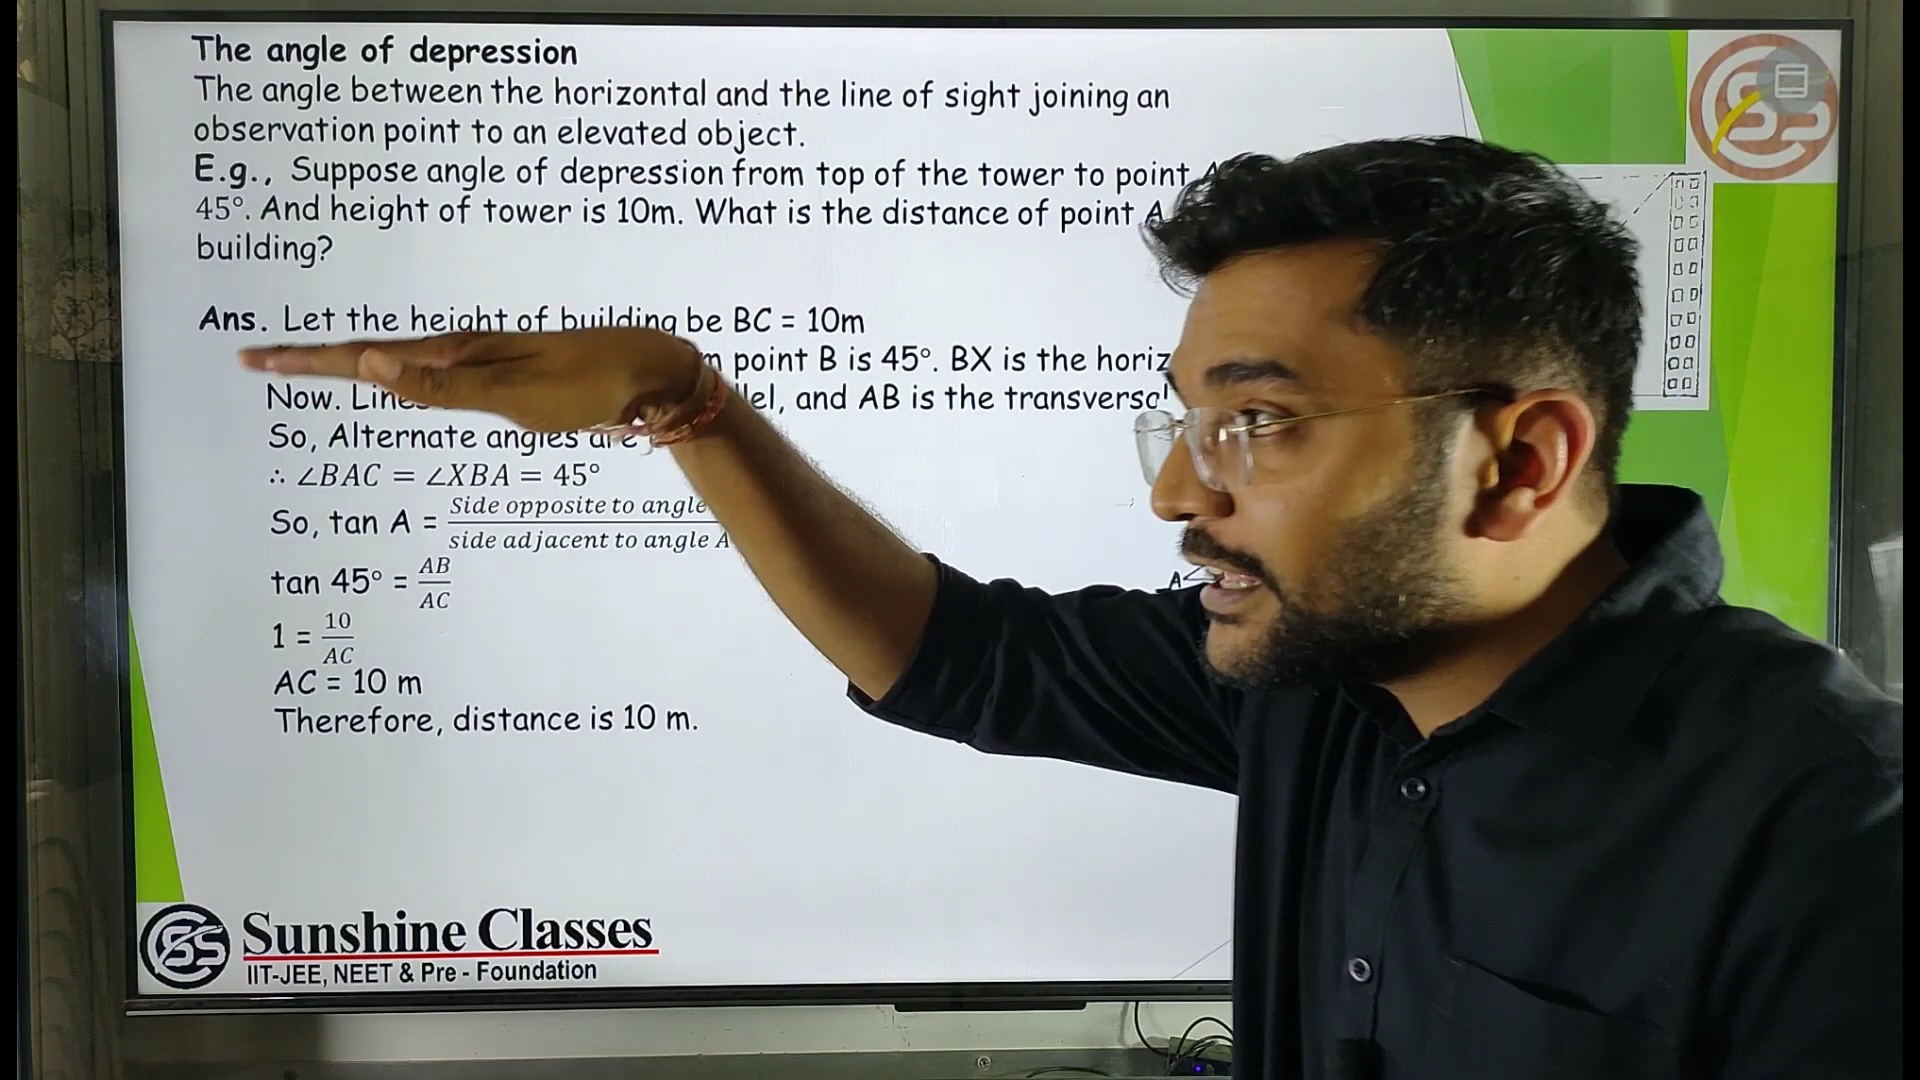 The angle of depression
The angle between the horizontal and the line of sight joining an
observation point to an elevated object.
E.g., Suppose angle of depression from top of the tower to point A
45°. And height of tower is 10m. What is the distance of point A
building?
Ans. Let the height of building be BC = 10m
point B is 45°. BX is the
Now. Lines and AB is the transversal
So, Alternate angles are
∴ ∠BAC = ∠XBA = 45°
So, tan A = Side opposite to angle / side adjacent to angle A
tan 45° = AB / AC
1 = 10 / AC
AC = 10 m
Therefore, distance is 10 m.
A
Sunshine Classes
IIT-JEE, NEET & Pre - Foundation